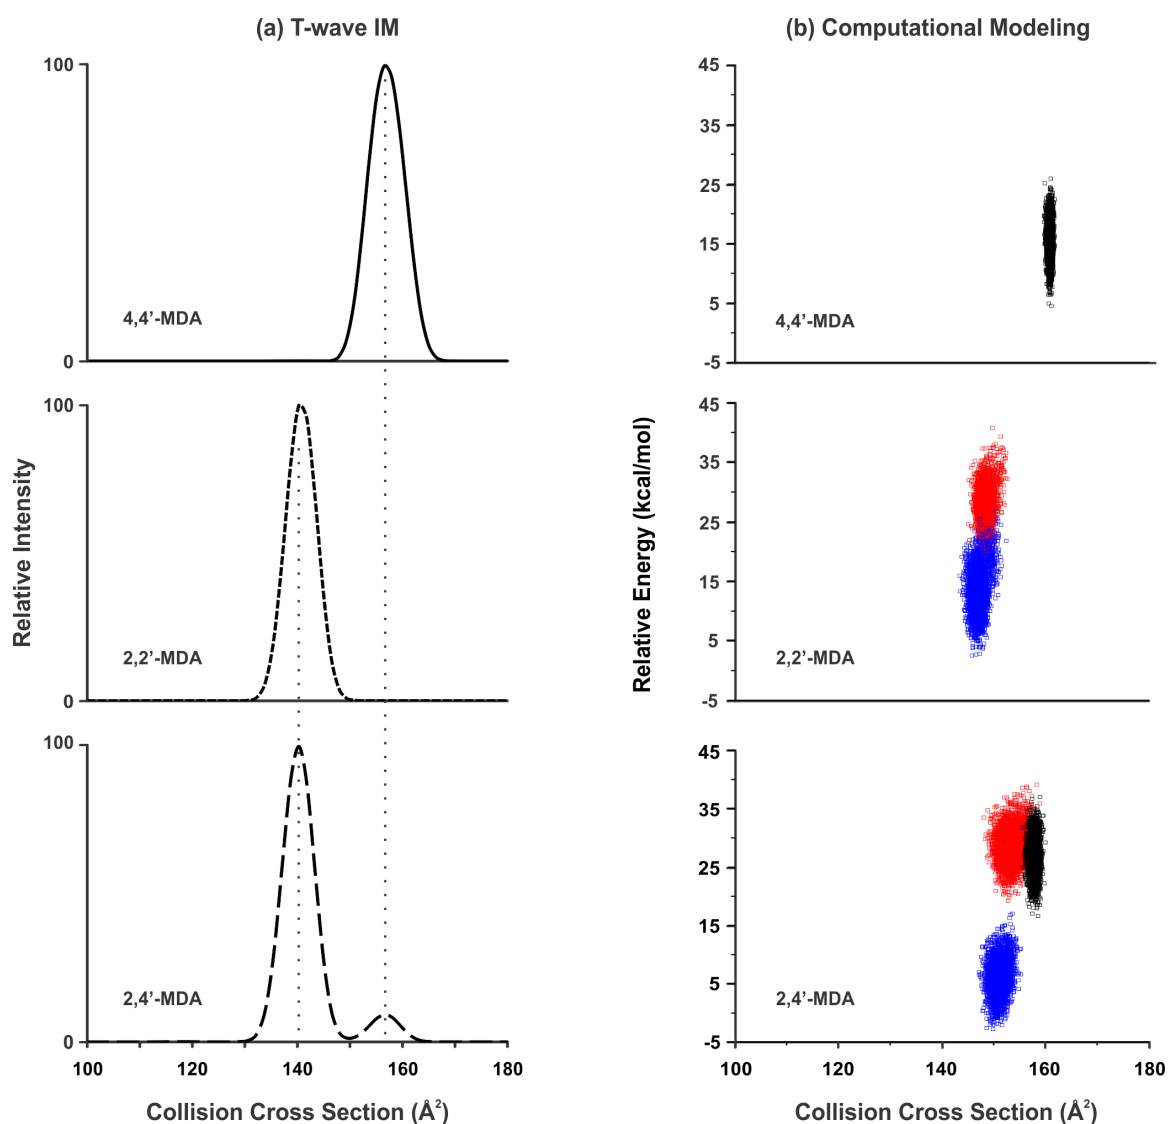 (a) T-wave IM
(b) Computational Modeling
Relative Intensity
100
0
4,4’-MDA
100
0
2,2’-MDA
100
0
2,4’-MDA
100 120 140 160 180
Collision Cross Section (Å²)
Relative Energy (kcal/mol)
45
35
25
15
5
-5
4,4’-MDA
45
35
25
15
5
-5
2,2’-MDA
45
35
25
15
5
-5
2,4’-MDA
100 120 140 160 180
Collision Cross Section (Å²)